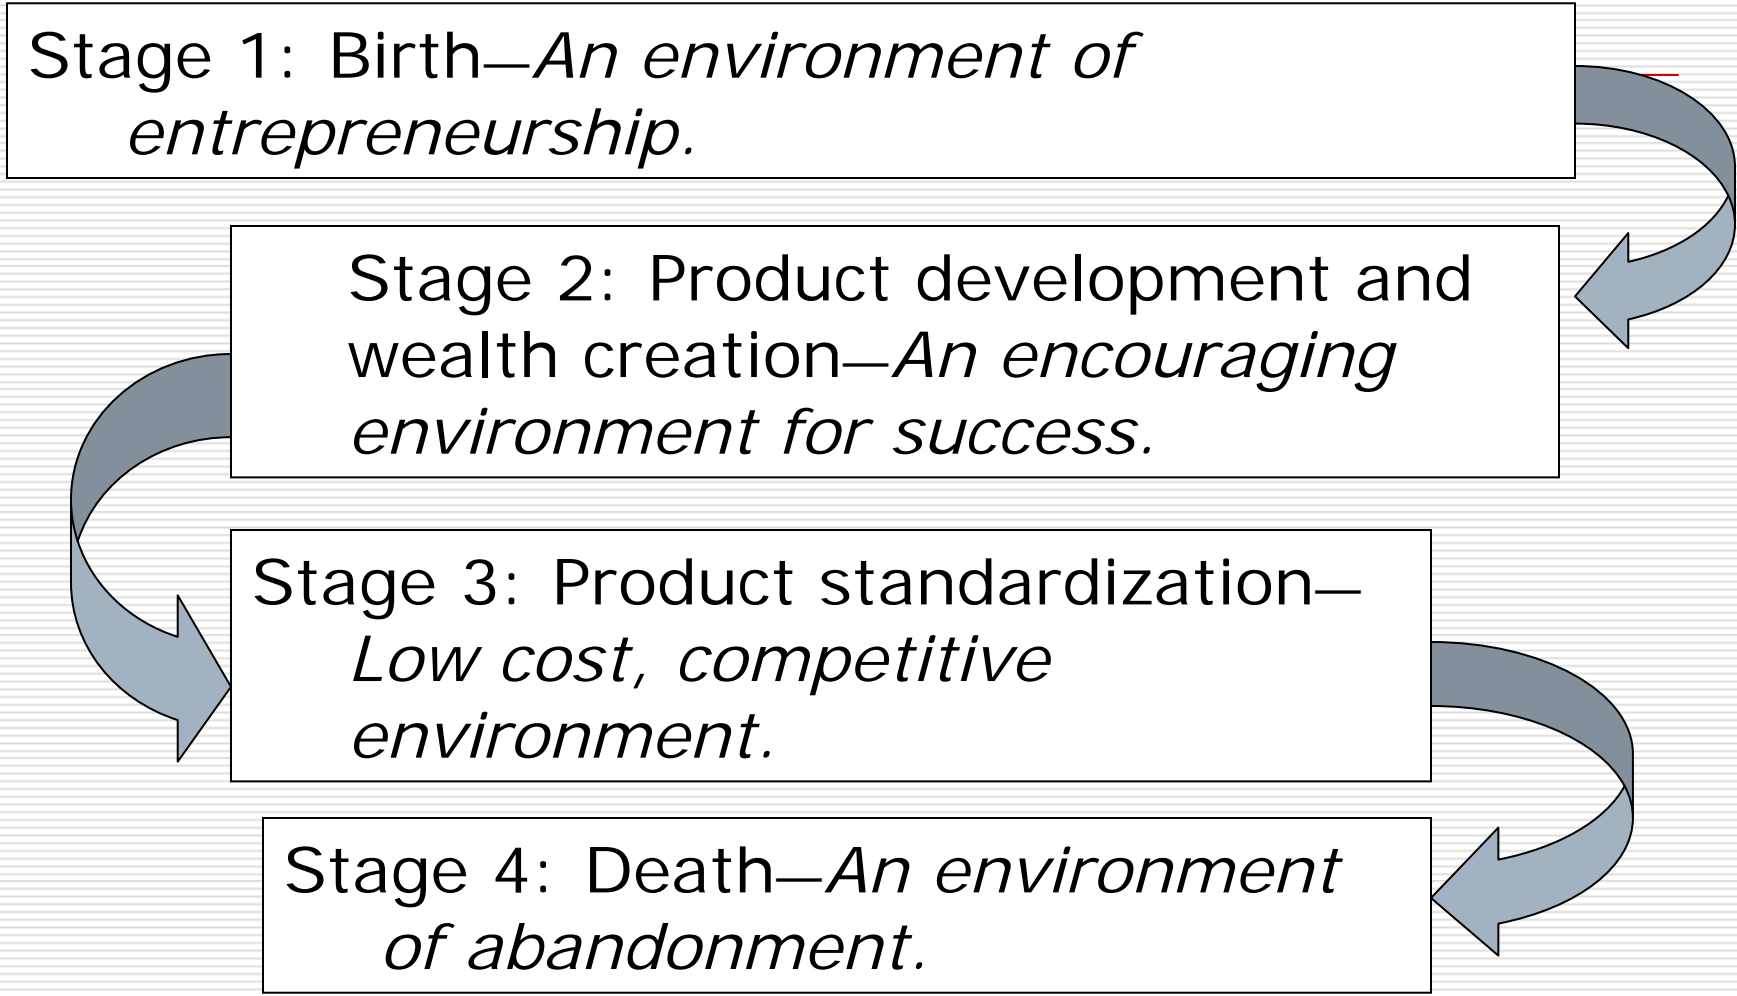 Stage 1: Birth—An environment of
entrepreneurship.
Stage 2: Product development and
wealth creation—An encouraging
environment for success.
Stage 3: Product standardization—
Low cost, competitive
environment.
Stage 4: Death—An environment
of abandonment.